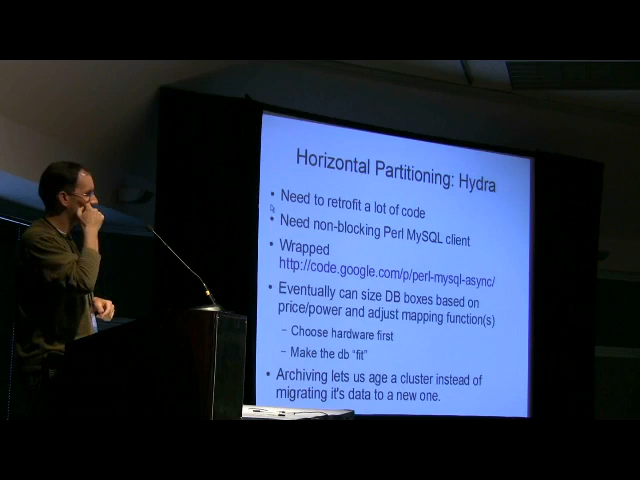 Horizontal Partitioning: Hydra
• Need to retrofit a lot of code
• Need non-blocking Perl MySQL client
• Wrapped
http://code.google.com/p/perl-mysql-async/
• Eventually can size DB boxes based on
price/power and adjust mapping function(s)
– Choose hardware first
– Make the db "fit"
• Archiving lets us age a cluster instead of
migrating it's data to a new one.